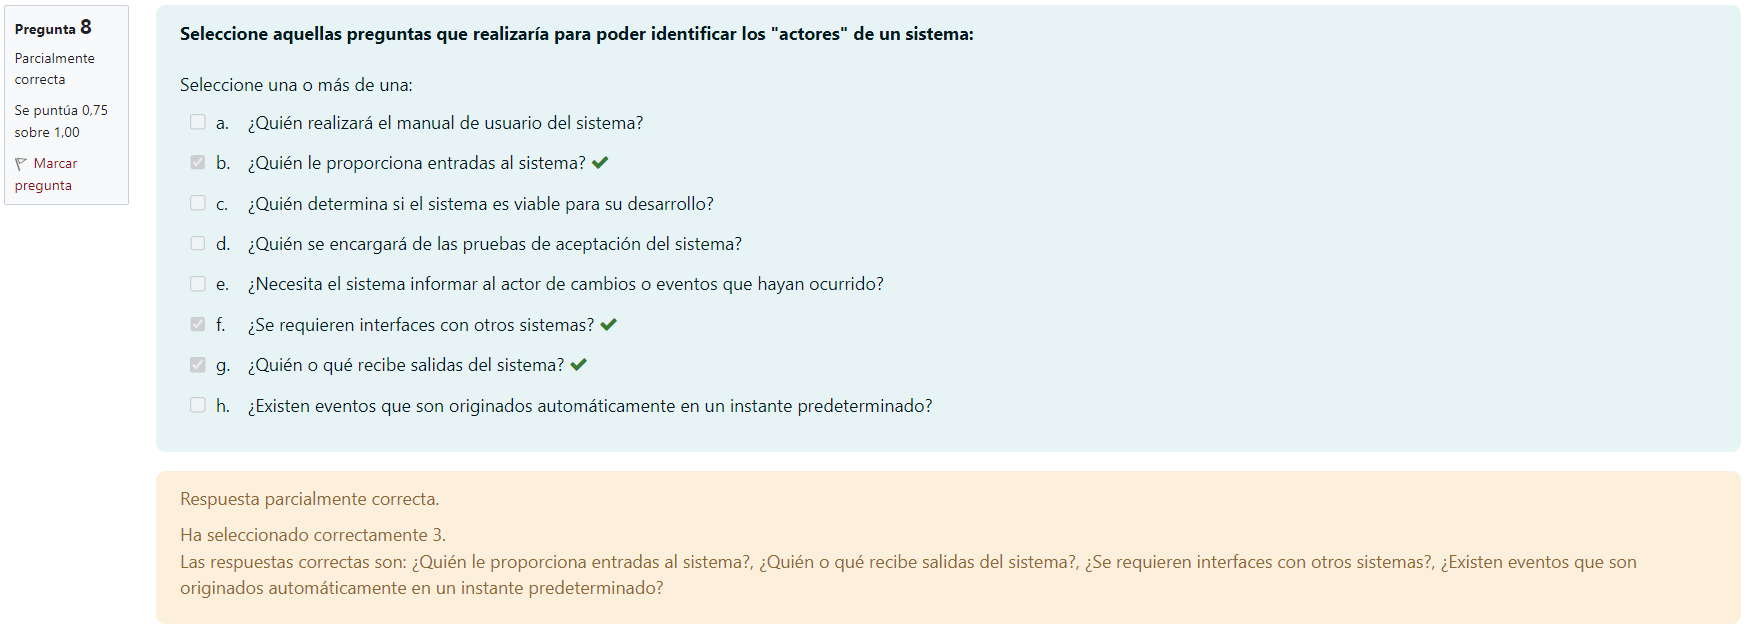 Pregunta 8
Parcialmente
correcta
Se puntúa 0,75
sobre 1,00
Marcar
pregunta
Seleccione aquellas preguntas que realizaría para poder identificar los "actores" de un sistema:
Seleccione una o más de una:
a. ¿Quién realizará el manual de usuario del sistema?
b. ¿Quién le proporciona entradas al sistema?
c. ¿Quién determina si el sistema es viable para su desarrollo?
d. ¿Quién se encargará de las pruebas de aceptación del sistema?
e. ¿Necesita el sistema informar al actor de cambios o eventos que hayan ocurrido?
f. ¿Se requieren interfaces con otros sistemas?
g. ¿Quién o qué recibe salidas del sistema?
h. ¿Existen eventos que son originados automáticamente en un instante predeterminado?
Respuesta parcialmente correcta.
Ha seleccionado correctamente 3.
Las respuestas correctas son: ¿Quién le proporciona entradas al sistema?, ¿Quién o qué recibe salidas del sistema?, ¿Se requieren interfaces con otros sistemas?, ¿Existen eventos que son
originados automáticamente en un instante predeterminado?